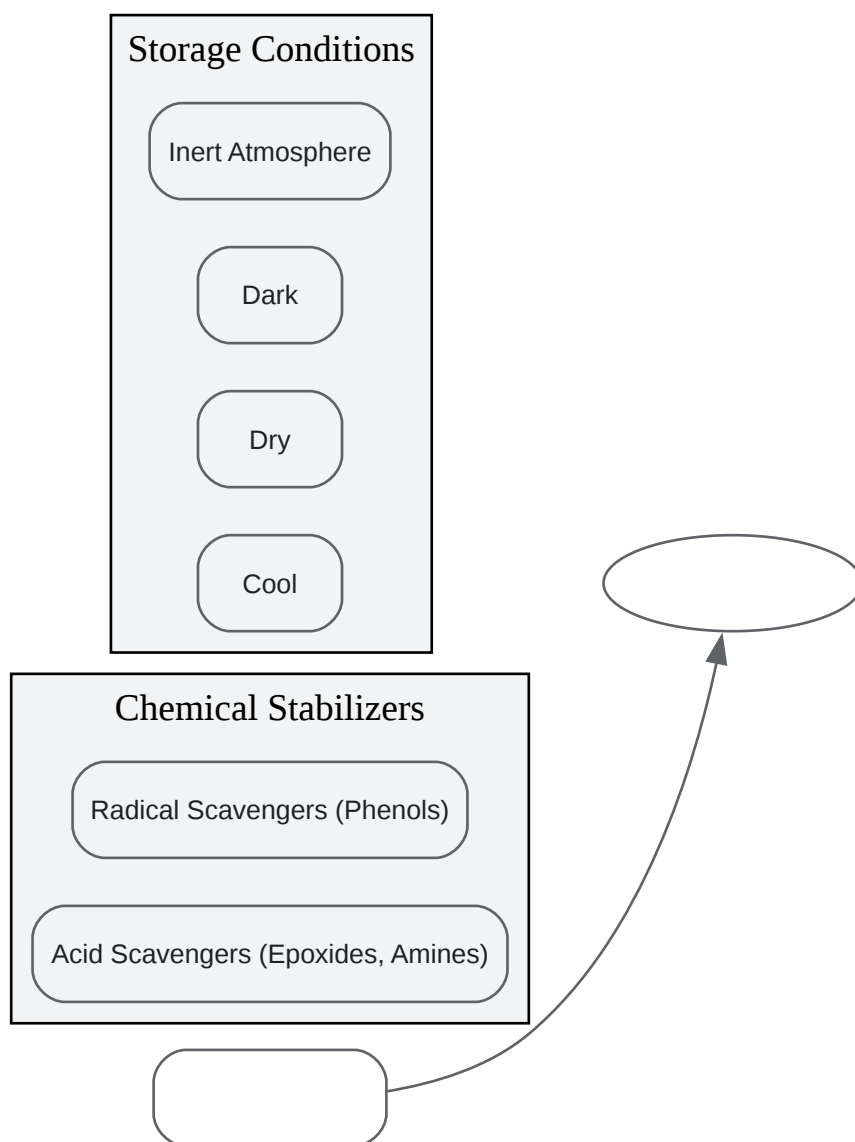 Storage Conditions
Inert Atmosphere
Dark
Dry
Cool
Chemical Stabilizers
Radical Scavengers (Phenols)
Acid Scavengers (Epoxides, Amines)